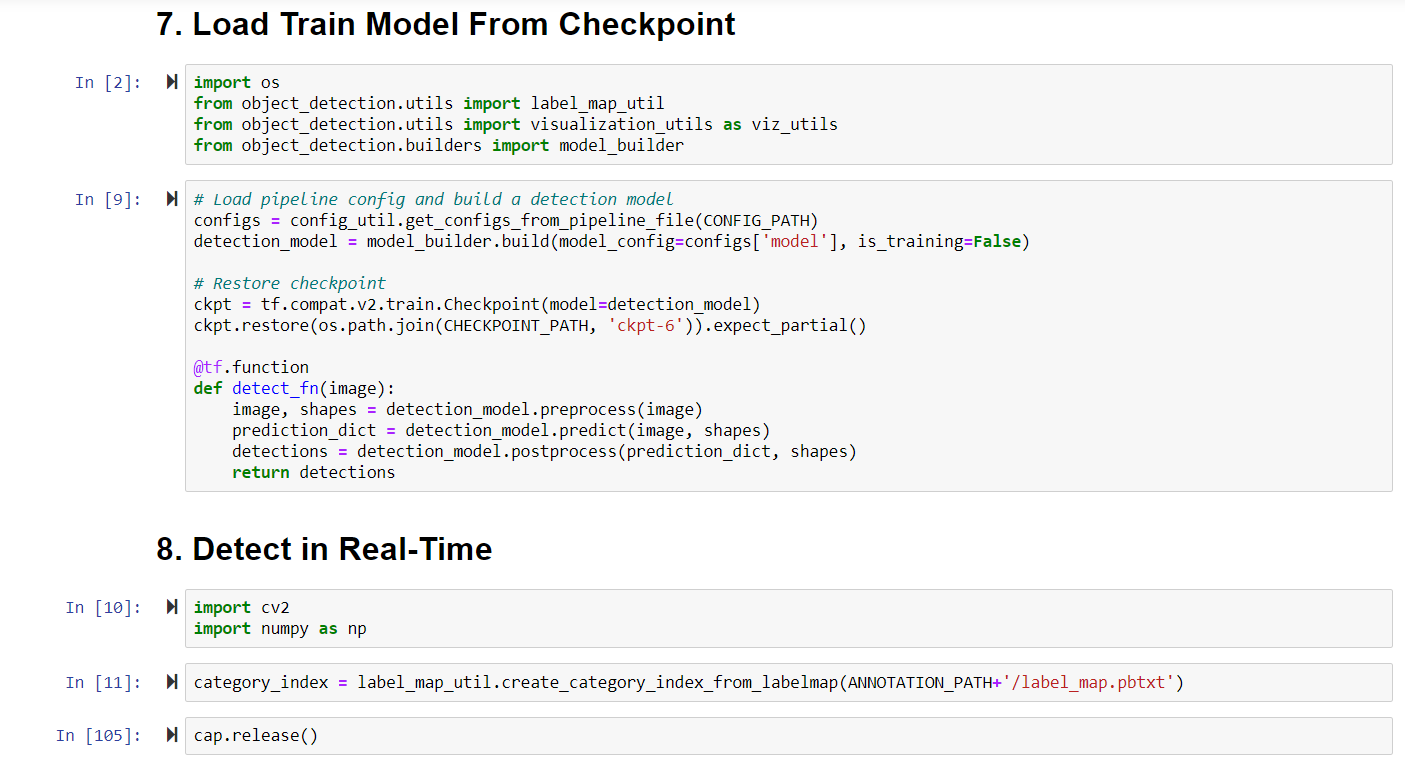 7. Load Train Model From Checkpoint
In [2]:
import os
from object_detection.utils import label_map_util
from object_detection.utils import visualization_utils as viz_utils
from object_detection.builders import model_builder
In [9]:
# Load pipeline config and build a detection model
configs = config_util.get_configs_from_pipeline_file(CONFIG_PATH)
detection_model = model_builder.build(model_config=configs['model'], is_training=False)
# Restore checkpoint
ckpt = tf.compat.v2.train.Checkpoint(model=detection_model)
ckpt.restore(os.path.join(CHECKPOINT_PATH, 'ckpt-6')).expect_partial()
@tf.function
def detect_fn(image):
    image, shapes = detection_model.preprocess(image)
    prediction_dict = detection_model.predict(image, shapes)
    detections = detection_model.postprocess(prediction_dict, shapes)
    return detections
8. Detect in Real-Time
In [10]:
import cv2
import numpy as np
In [11]:
category_index = label_map_util.create_category_index_from_labelmap(ANNOTATION_PATH+'/label_map.pbtxt')
In [105]:
cap.release()